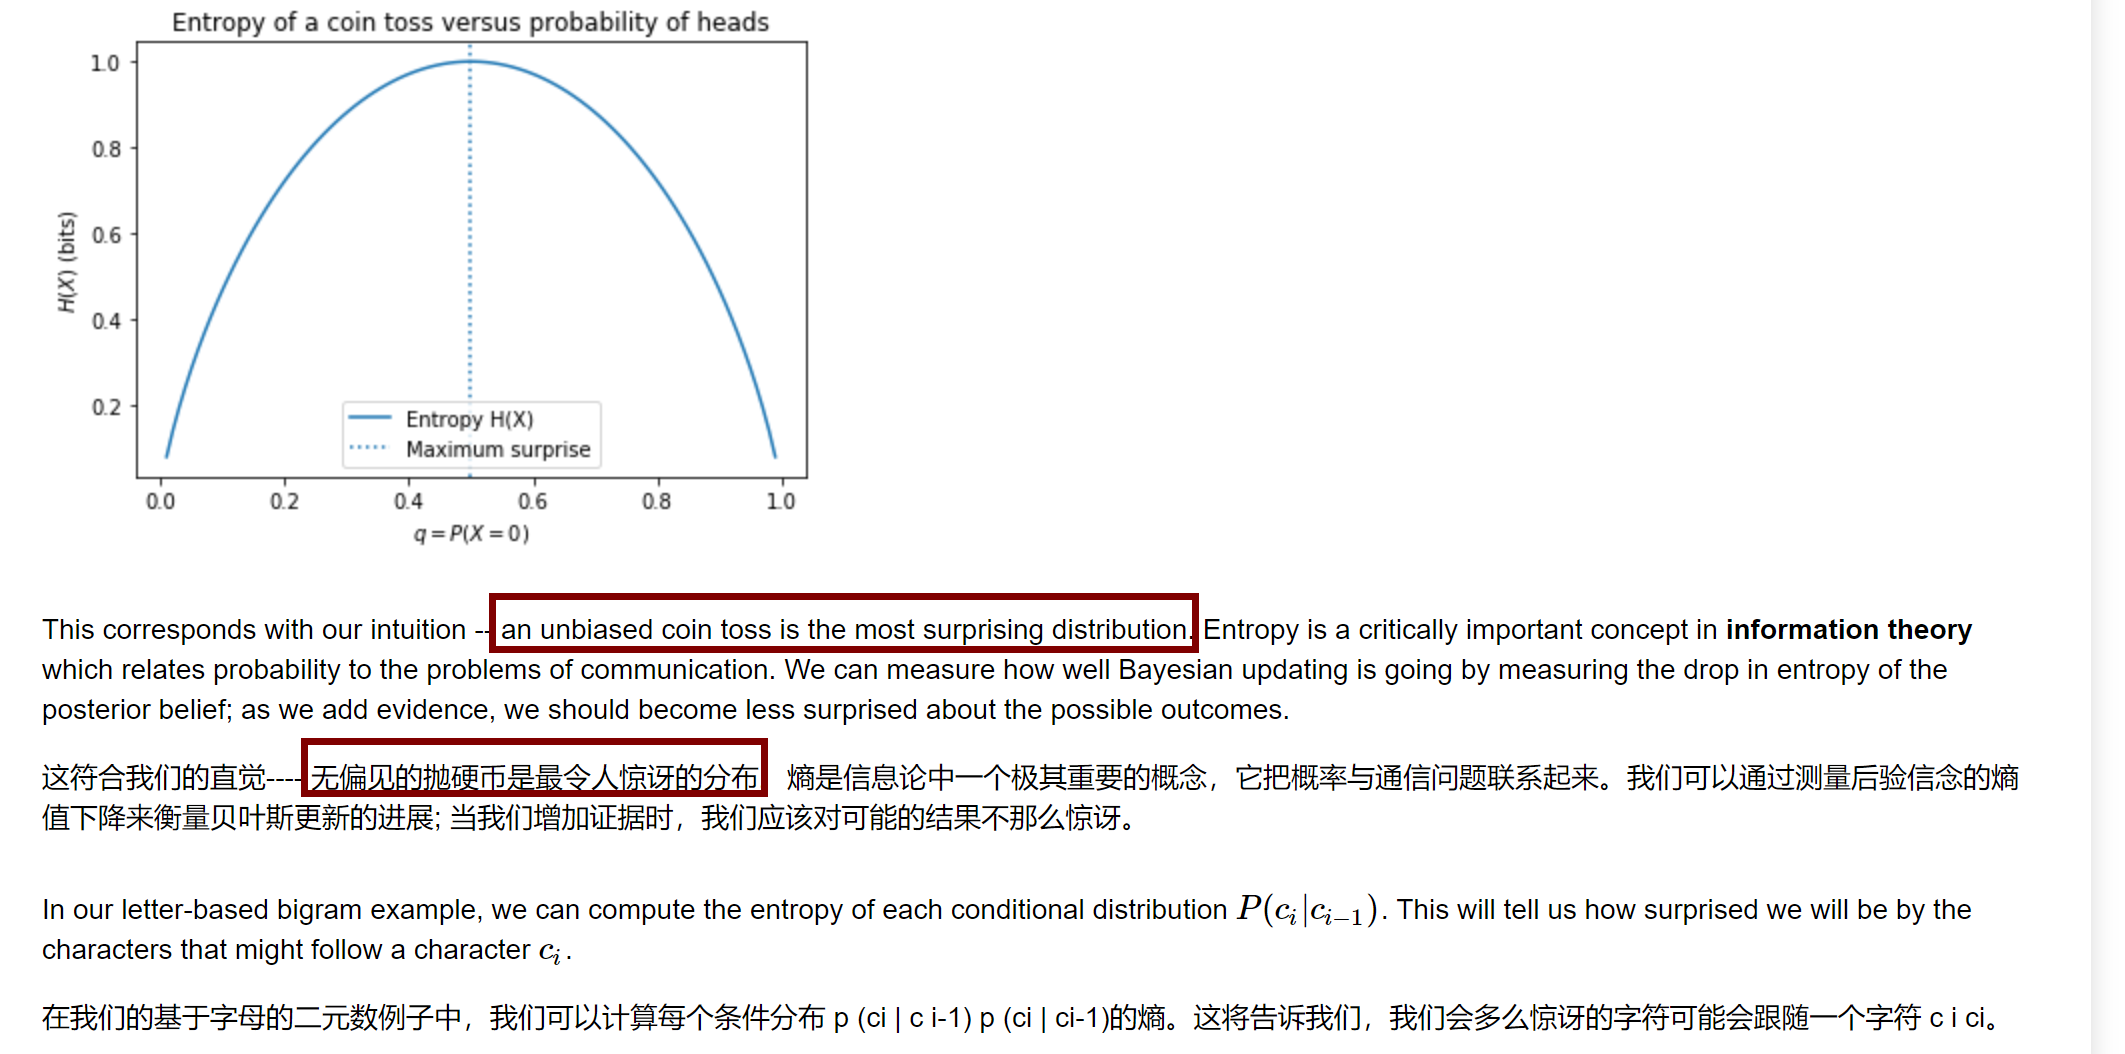 Entropy of a coin toss versus probability of heads
1.0
0.8
0.6
0.4
0.2
H(X) (bits)
Entropy H(X)
Maximum surprise
0.0 0.2 0.4 0.6 0.8 1.0
q = P(X = 0)
This corresponds with our intuition -- an unbiased coin toss is the most surprising distribution. Entropy is a critically important concept in information theory
which relates probability to the problems of communication. We can measure how well Bayesian updating is going by measuring the drop in entropy of the
posterior belief; as we add evidence, we should become less surprised about the possible outcomes.
这符合我们的直觉----无偏见的抛硬币是最令人惊讶的分布 熵是信息论中一个极其重要的概念，它把概率与通信问题联系起来。我们可以通过测量后验信念的熵
值下降来衡量贝叶斯更新的进展; 当我们增加证据时，我们应该对可能的结果不那么惊讶。
In our letter-based bigram example, we can compute the entropy of each conditional distribution P(c_i|c_{i−1}). This will tell us how surprised we will be by the
characters that might follow a character c_i.
在我们的基于字母的二元数例子中，我们可以计算每个条件分布 p (ci | c i-1) p (ci | ci-1)的熵。这将告诉我们，我们会多么惊讶的字符可能会跟随一个字符 c i ci。